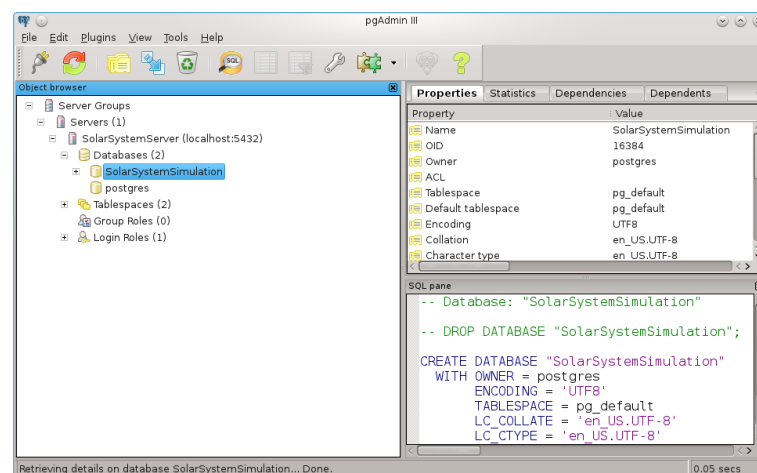 pgAdmin III
File Edit Plugins View Tools Help
SQL
Object browser
Server Groups
Servers (1)
SolarSystemServer (localhost:5432)
Databases (2)
SolarSystemSimulation
postgres
Tablespaces (2)
Group Roles (0)
Login Roles (1)
Properties Statistics Dependencies Dependents
Property Value
Name SolarSystemSimulation
OID 16384
Owner postgres
ACL
Tablespace pg_default
Default tablespace pg_default
Encoding UTF8
Collation en_US.UTF-8
Character type en_US.UTF-8
SQL pane
-- Database: "SolarSystemSimulation"
-- DROP DATABASE "SolarSystemSimulation";
CREATE DATABASE "SolarSystemSimulation"
WITH OWNER = postgres
ENCODING = 'UTF8'
TABLESPACE = pg_default
LC_COLLATE = 'en_US.UTF-8'
LC_CTYPE = 'en_US.UTF-8'
Retrieving details on database SolarSystemSimulation... Done. 0.05 secs